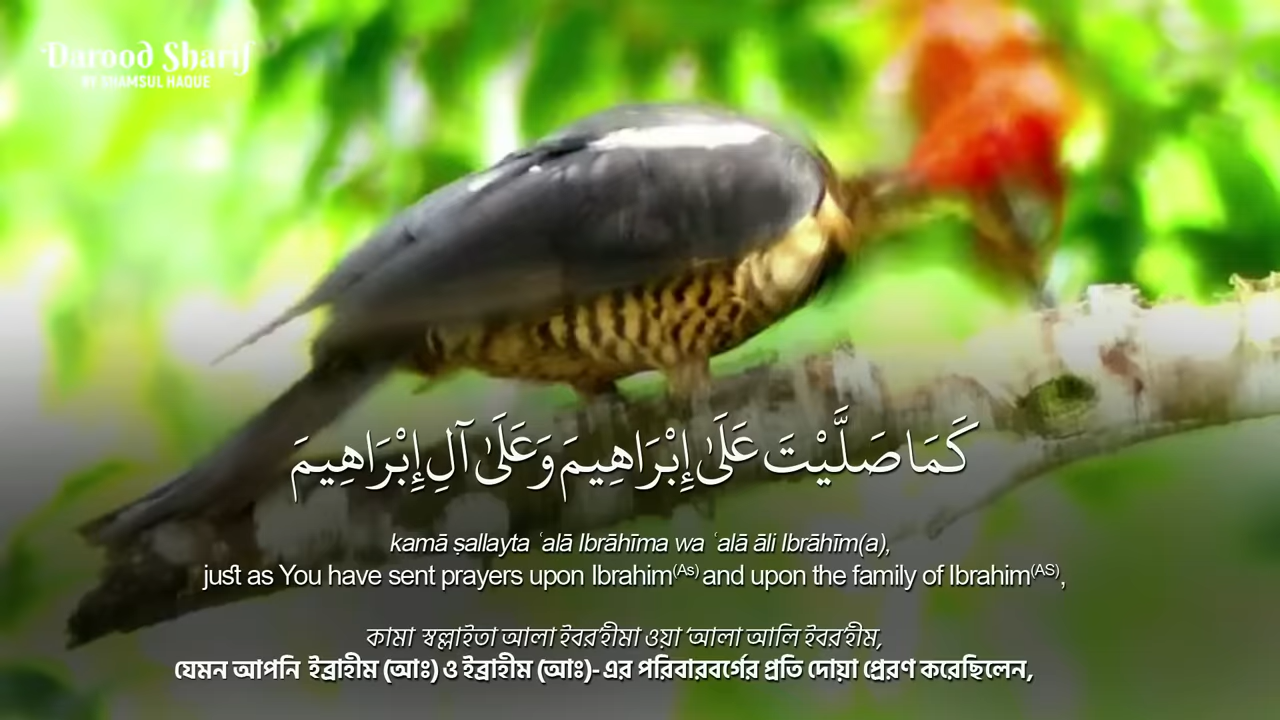 Darood Sharif
BY SHAMSUL HAQUE
كَمَا صَلَّيْتَ عَلَىٰ إِبْرَاهِيمَ وَعَلَىٰ آلِ إِبْرَاهِيمَ
kamā ṣallayta ʿalā Ibrāhīma wa ʿalā āli Ibrāhīm(a),
just as You have sent prayers upon Ibrahim(As) and upon the family of Ibrahim(AS),
কামা স্বল্লাইতা আলা ইবর'হীমা ওয়া 'আলা আলি ইবর'হীম,
যেমন আপনি ইব্রাহীম (আঃ) ও ইব্রাহীম (আঃ)-এর পরিবারবর্গের প্রতি দোয়া প্রেরণ করেছিলেন,